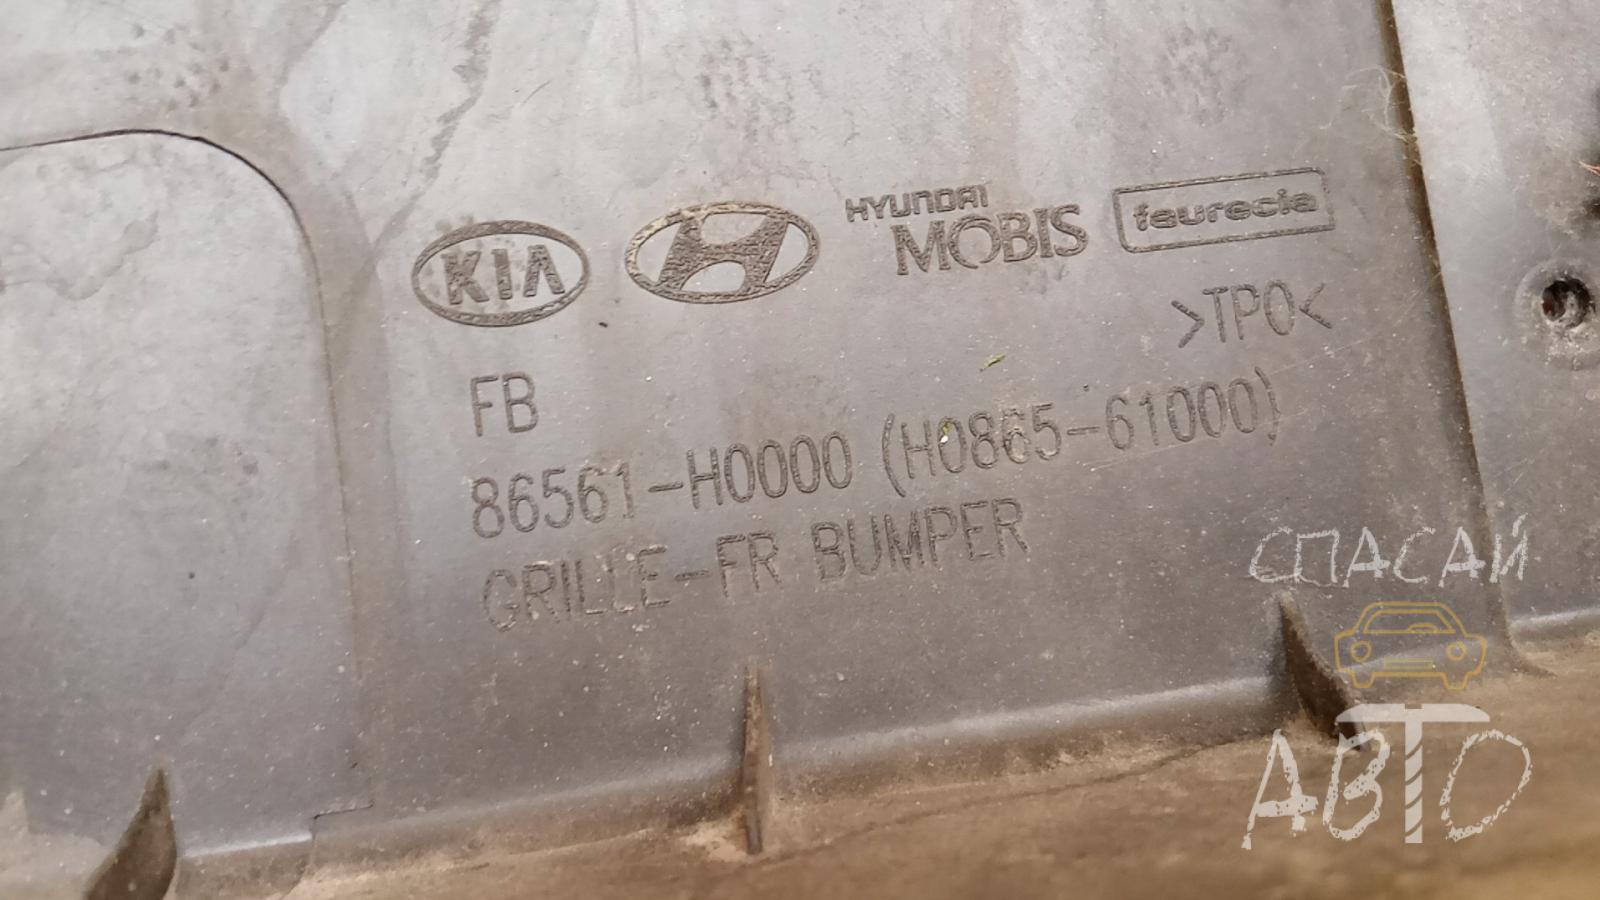 KIA HYUNDAI MOBIS faurecia
>TPO<
FB
86561-H0000 (H0865-61000)
GRILLE-FR BUMPER
СПАСАЙ
АВТО